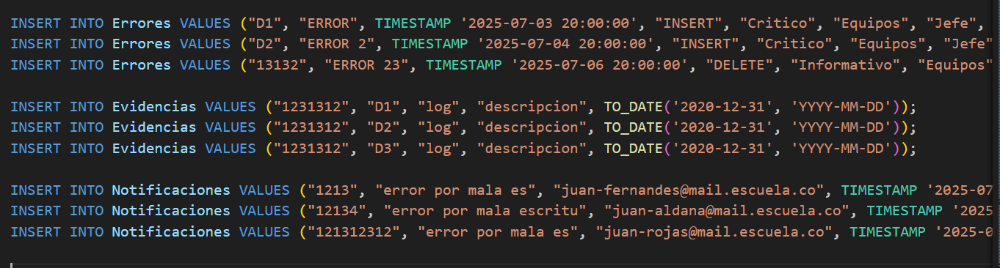 INSERT INTO Errores VALUES ("D1", "ERROR", TIMESTAMP '2025-07-03 20:00:00', "INSERT", "Critico", "Equipos", "Jefe",
INSERT INTO Errores VALUES ("D2", "ERROR 2", TIMESTAMP '2025-07-04 20:00:00', "INSERT", "Critico", "Equipos", "Jefe"
INSERT INTO Errores VALUES ("13132", "ERROR 23", TIMESTAMP '2025-07-06 20:00:00', "DELETE", "Informativo", "Equipos"
INSERT INTO Evidencias VALUES ("1231312", "D1", "log", "descripcion", TO_DATE('2020-12-31', 'YYYY-MM-DD'));
INSERT INTO Evidencias VALUES ("1231312", "D2", "log", "descripcion", TO_DATE('2020-12-31', 'YYYY-MM-DD'));
INSERT INTO Evidencias VALUES ("1231312", "D3", "log", "descripcion", TO_DATE('2020-12-31', 'YYYY-MM-DD'));
INSERT INTO Notificaciones VALUES ("1213", "error por mala es", "juan-fernandes@mail.escuela.co", TIMESTAMP '2025-07
INSERT INTO Notificaciones VALUES ("12134", "error por mala escritu", "juan-aldana@mail.escuela.co", TIMESTAMP '2025
INSERT INTO Notificaciones VALUES ("121312312", "error por mala es", "juan-rojas@mail.escuela.co", TIMESTAMP '2025-0